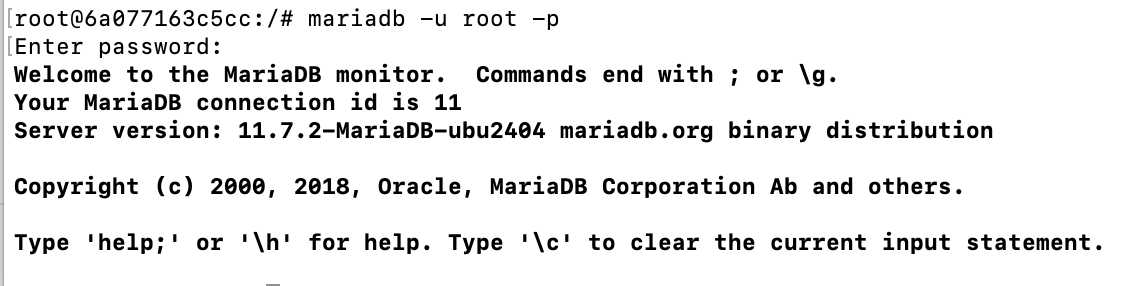 [root@6a077163c5cc:/# mariadb -u root -p
[Enter password:
Welcome to the MariaDB monitor.  Commands end with ; or \g.
Your MariaDB connection id is 11
Server version: 11.7.2-MariaDB-ubu2404 mariadb.org binary distribution
Copyright (c) 2000, 2018, Oracle, MariaDB Corporation Ab and others.
Type 'help;' or '\h' for help. Type '\c' to clear the current input statement.